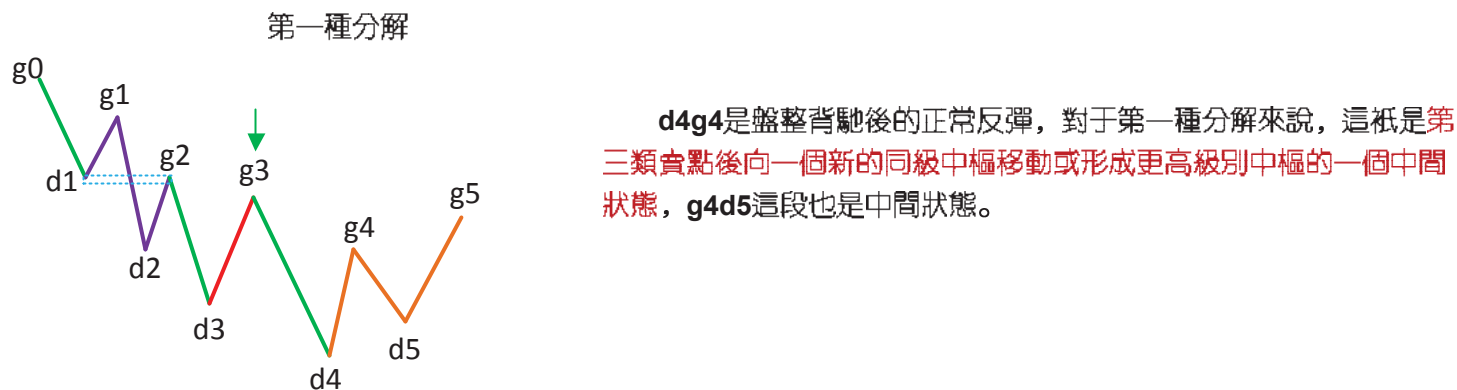 第一種分解
g0
g1
g2
g3
d1
d2
d3
g4
g5
d5
d4
d4g4是盤整背馳後的正常反彈，對于第一種分解來說，這衹是第
三類賣點後向一個新的同級中樞移動或形成更高級別中樞的一個中間
狀態，g4d5這段也是中間狀態。